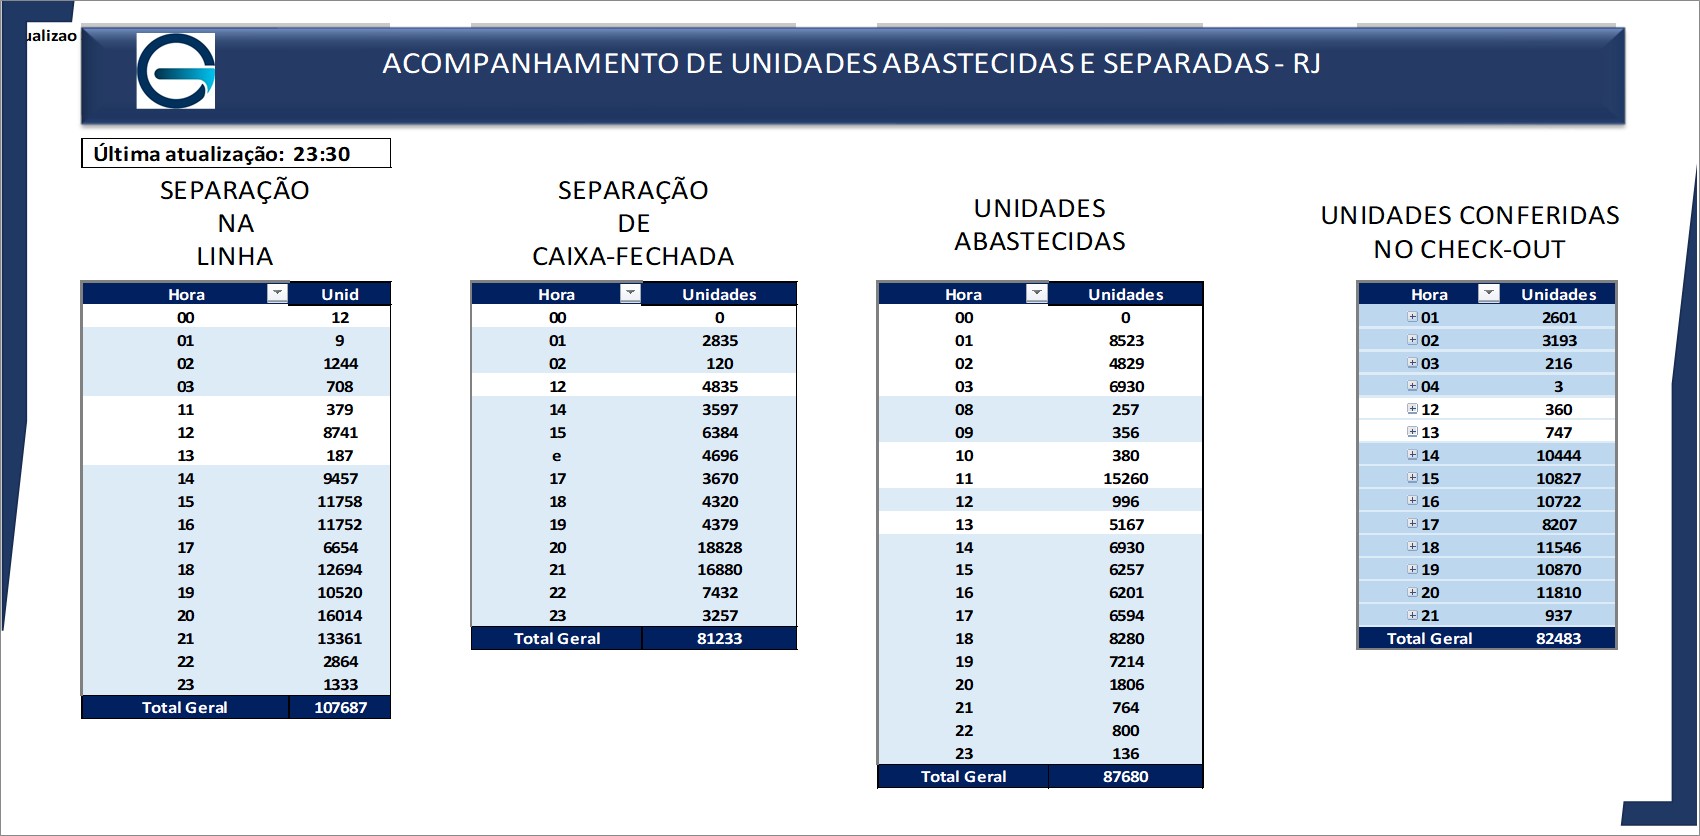 ualizao
ACOMPANHAMENTO DE UNIDADES ABASTECIDAS E SEPARADAS - RJ
Última atualização: 23:30
SEPARAÇÃO
NA
LINHA
Hora Unid
00 12
01 9
02 1244
03 708
11 379
12 8741
13 187
14 9457
15 11758
16 11752
17 6654
18 12694
19 10520
20 16014
21 13361
22 2864
23 1333
Total Geral 107687
SEPARAÇÃO
DE
CAIXA-FECHADA
Hora Unidades
00 0
01 2835
02 120
12 4835
14 3597
15 6384
e 4696
17 3670
18 4320
19 4379
20 18828
21 16880
22 7432
23 3257
Total Geral 81233
UNIDADES
ABASTECIDAS
Hora Unidades
00 0
01 8523
02 4829
03 6930
08 257
09 356
10 380
11 15260
12 996
13 5167
14 6930
15 6257
16 6201
17 6594
18 8280
19 7214
20 1806
21 764
22 800
23 136
Total Geral 87680
UNIDADES CONFERIDAS
NO CHECK-OUT
Hora Unidades
01 2601
02 3193
03 216
04 3
12 360
13 747
14 10444
15 10827
16 10722
17 8207
18 11546
19 10870
20 11810
21 937
Total Geral 82483